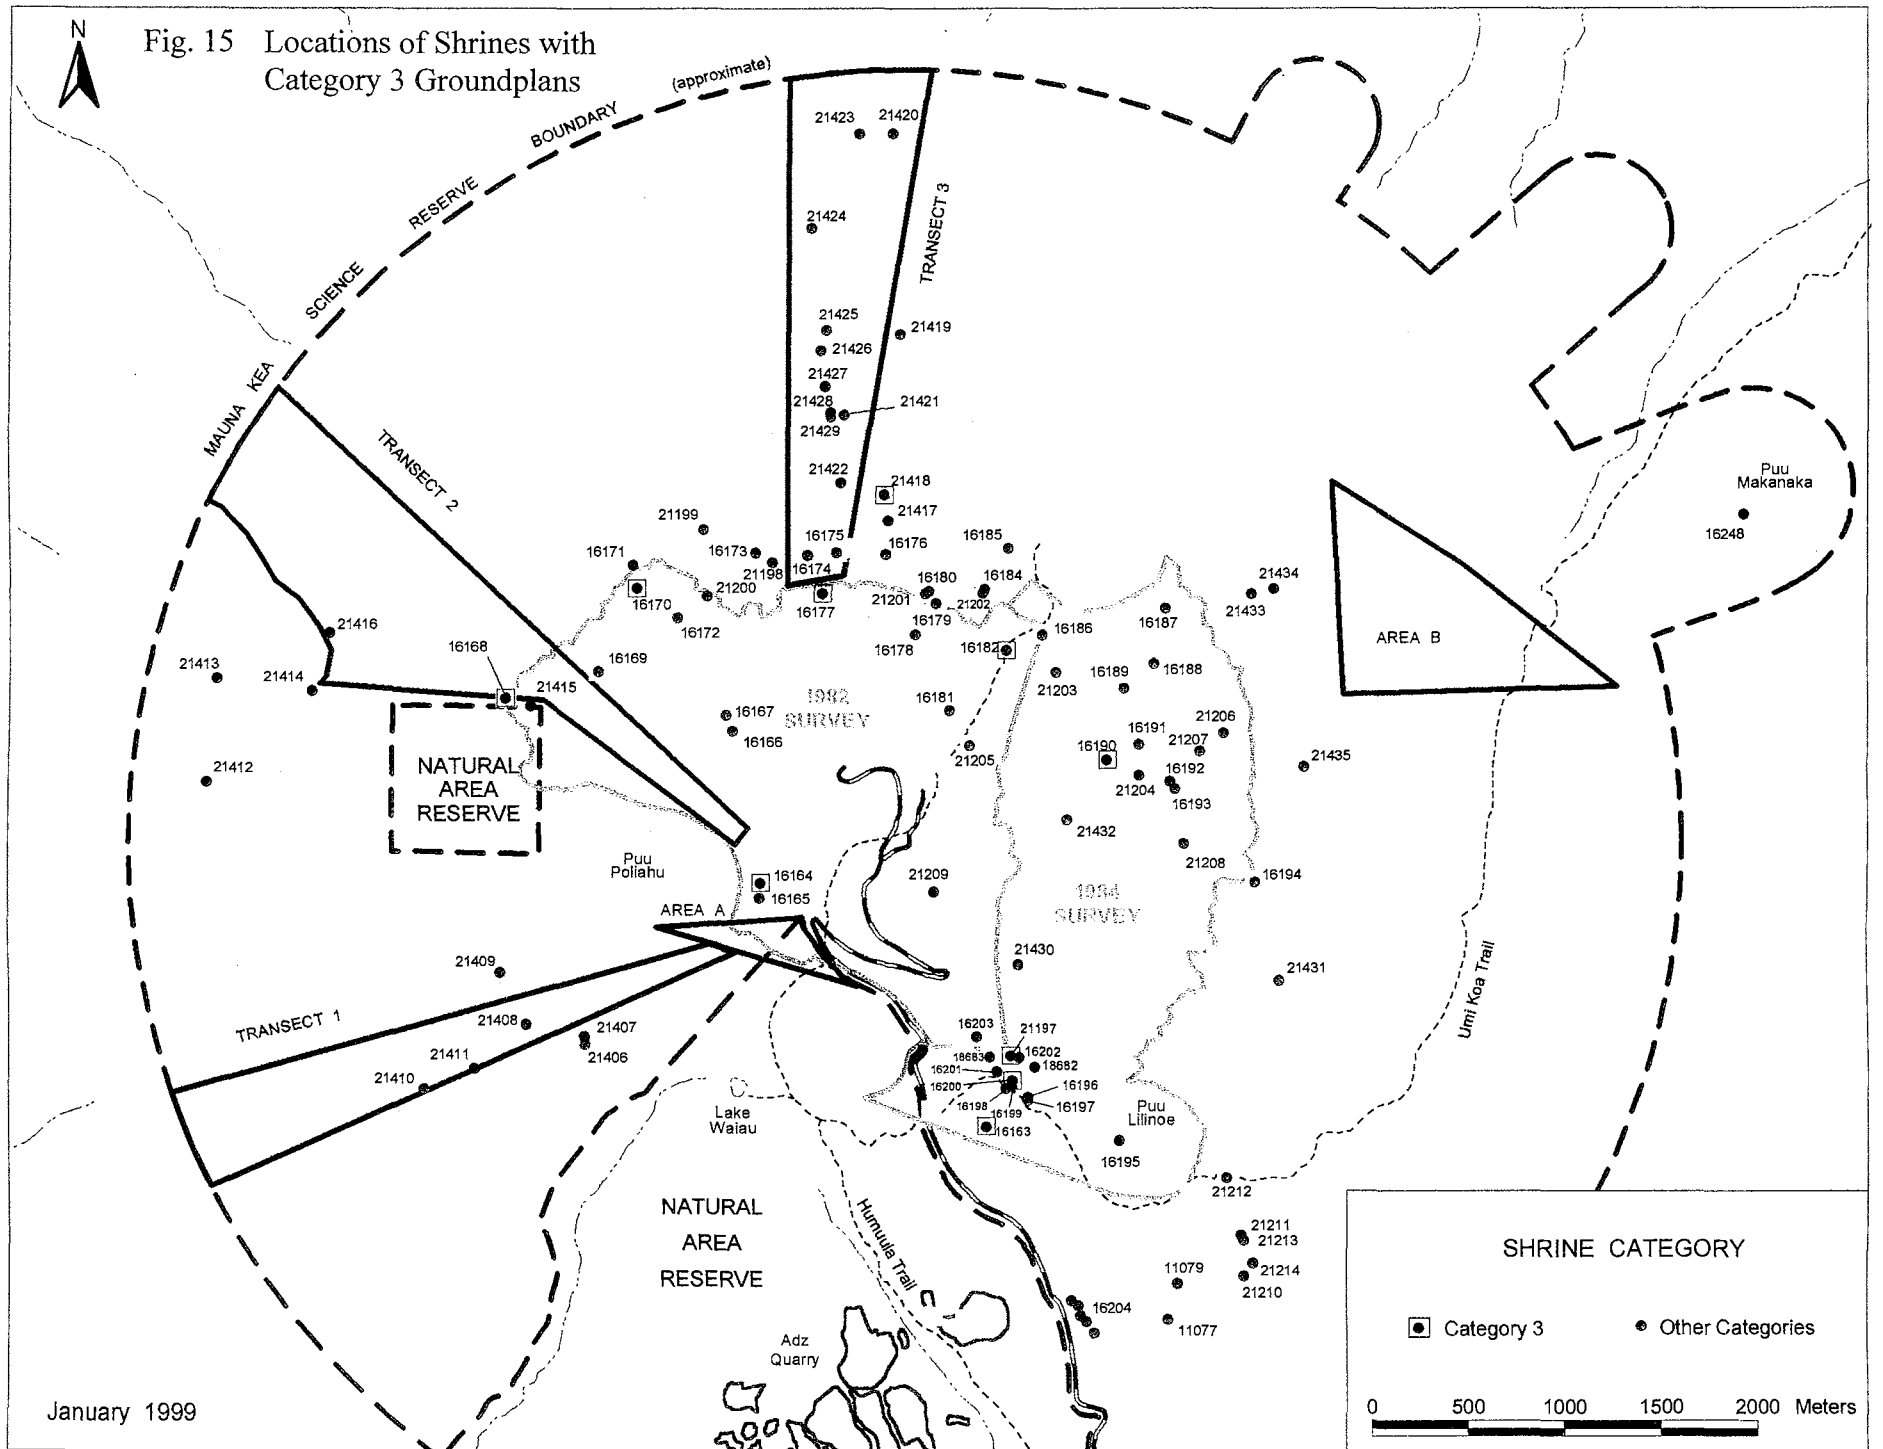 N
Fig. 15 Locations of Shrines with
Category 3 Groundplans
MAUNA KEA SCIENCE RESERVE BOUNDARY (approximate)
21423
21420
21424
TRANSECT 3
21425
21419
21426
21427
21428
21421
21429
21422
21418
21417
TRANSECT 2
21199
16171
16173
16175
16176
16185
21198
16174
16170
21200
16177
16180
16184
21201
21202
16179
16172
16178
16182
16186
16187
21434
21433
AREA B
Puu
Makanaka
16248
21416
21413
21414
16168
21415
16169
16167
16166
1982
SURVEY
16181
21203
16189
16188
21205
16190
16191
21206
21207
21435
16192
21204
16193
21412
NATURAL
AREA
RESERVE
21432
21208
16194
Puu
Poliahu
16164
16165
21209
1984
SURVEY
AREA A
21409
21430
21431
TRANSECT 1
21408
21407
21406
21411
21410
Umi Koa Trail
16203
21197
18683
16202
16201
18682
16200
16196
16198
16199
16197
16163
Puu
Lilinoe
16195
Lake
Waiau
21212
NATURAL
AREA
RESERVE
Humuula Trail
21211
21213
21214
21210
11079
16204
11077
Adz
Quarry
SHRINE CATEGORY
Category 3
Other Categories
0 500 1000 1500 2000 Meters
January 1999